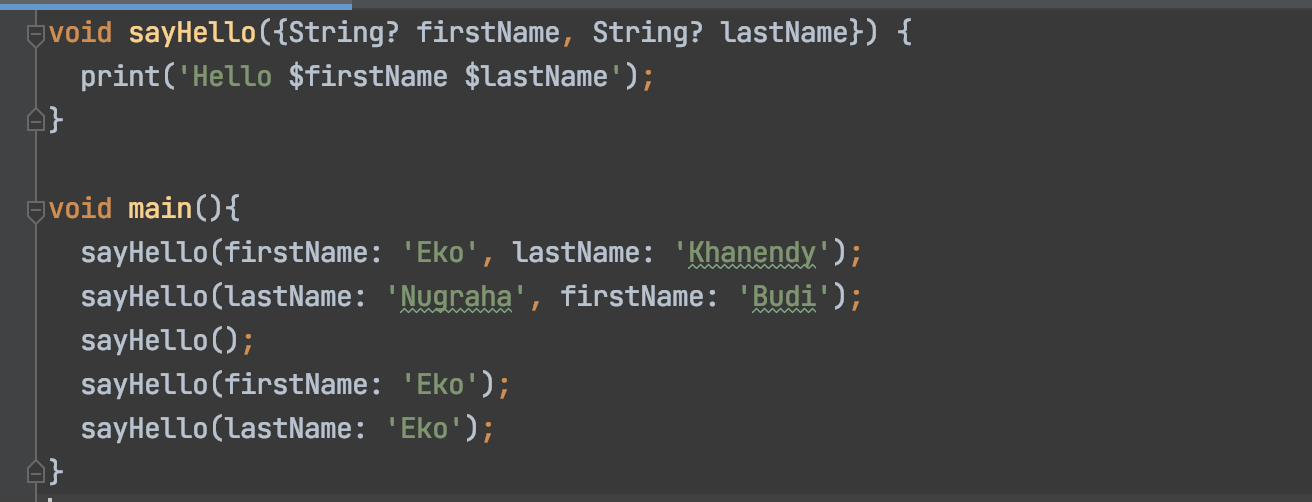 void sayHello({String? firstName, String? lastName}) {
  print('Hello $firstName $lastName');
}

void main(){
  sayHello(firstName: 'Eko', lastName: 'Khanendy');
  sayHello(lastName: 'Nugraha', firstName: 'Budi');
  sayHello();
  sayHello(firstName: 'Eko');
  sayHello(lastName: 'Eko');
}